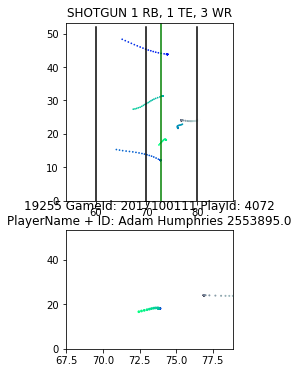 SHOTGUN 1 RB, 1 TE, 3 WR
50
40
30
20
10
0
60 70 80
19255 GameId: 2017100111 PlayId: 4072
PlayerName + ID: Adam Humphries 2553895.0
40
20
0
67.5 70.0 72.5 75.0 77.5